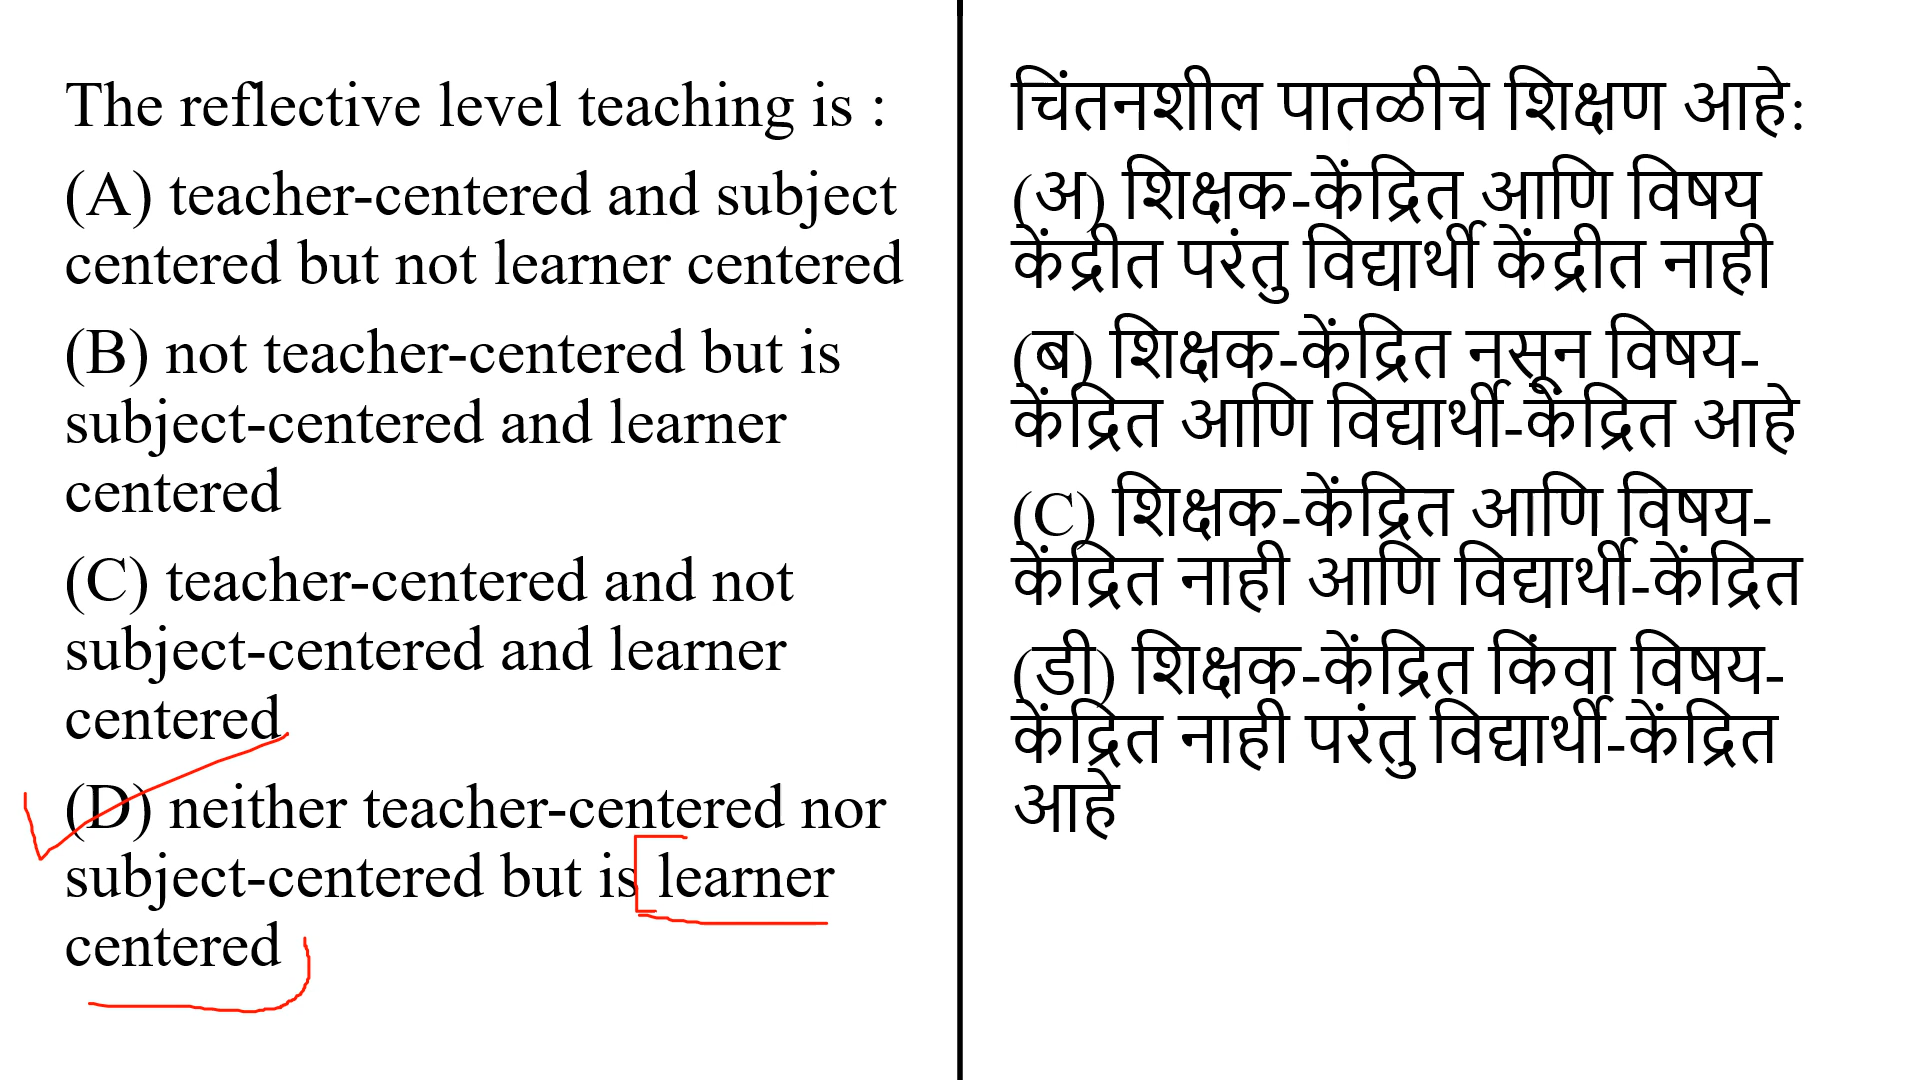 The reflective level teaching is :
(A) teacher-centered and subject
centered but not learner centered
(B) not teacher-centered but is
subject-centered and learner
centered
(C) teacher-centered and not
subject-centered and learner
centered
(D) neither teacher-centered nor
subject-centered but is learner
centered
चिंतनशील पातळीचे शिक्षण आहे:
(अ) शिक्षक-केंद्रित आणि विषय
केंद्रीत परंतु विद्यार्थी केंद्रीत नाही
(ब) शिक्षक-केंद्रित नसून विषय-
केंद्रित आणि विद्यार्थी-केंद्रित आहे
(C) शिक्षक-केंद्रित आणि विषय-
केंद्रित नाही आणि विद्यार्थी-केंद्रित
(डी) शिक्षक-केंद्रित किंवा विषय-
केंद्रित नाही परंतु विद्यार्थी-केंद्रित
आहे